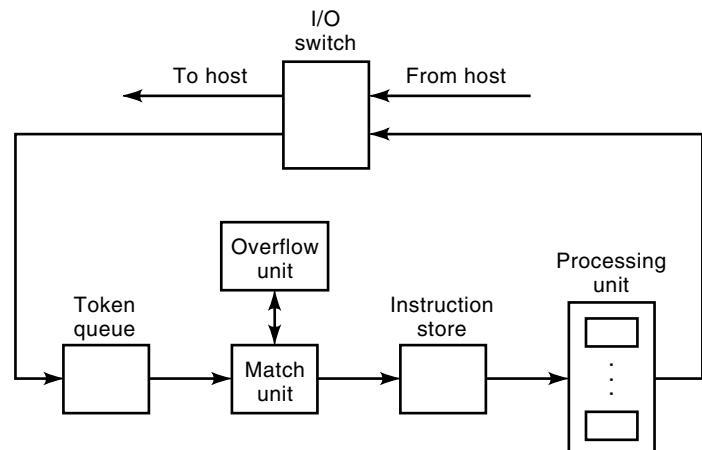 I/O
switch
To host
From host
Overflow
unit
Processing
unit
Token
queue
Instruction
store
Match
unit